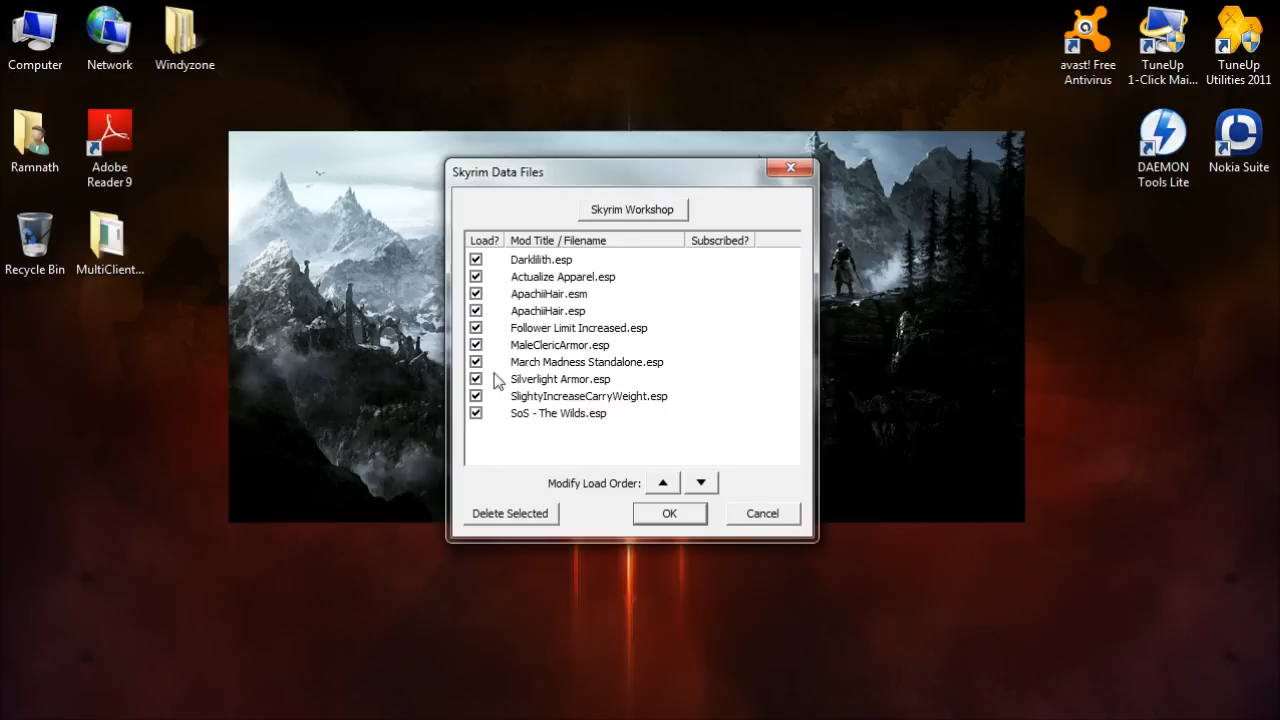 Computer
Network
Windyzone
avast! Free
Antivirus
TuneUp
1-Click Mai...
TuneUp
Utilities 2011
Ramnath
Adobe
Reader 9
DAEMON
Tools Lite
Nokia Suite
Recycle Bin
MultiClient...
Skyrim Data Files
Skyrim Workshop
Load? Mod Title / Filename Subscribed?
Darklilith.esp
Actualize Apparel.esp
ApachiiHair.esm
ApachiiHair.esp
Follower Limit Increased.esp
MaleClericArmor.esp
March Madness Standalone.esp
Silverlight Armor.esp
SlightyIncreaseCarryWeight.esp
SoS - The Wilds.esp
Modify Load Order:
Delete Selected OK Cancel